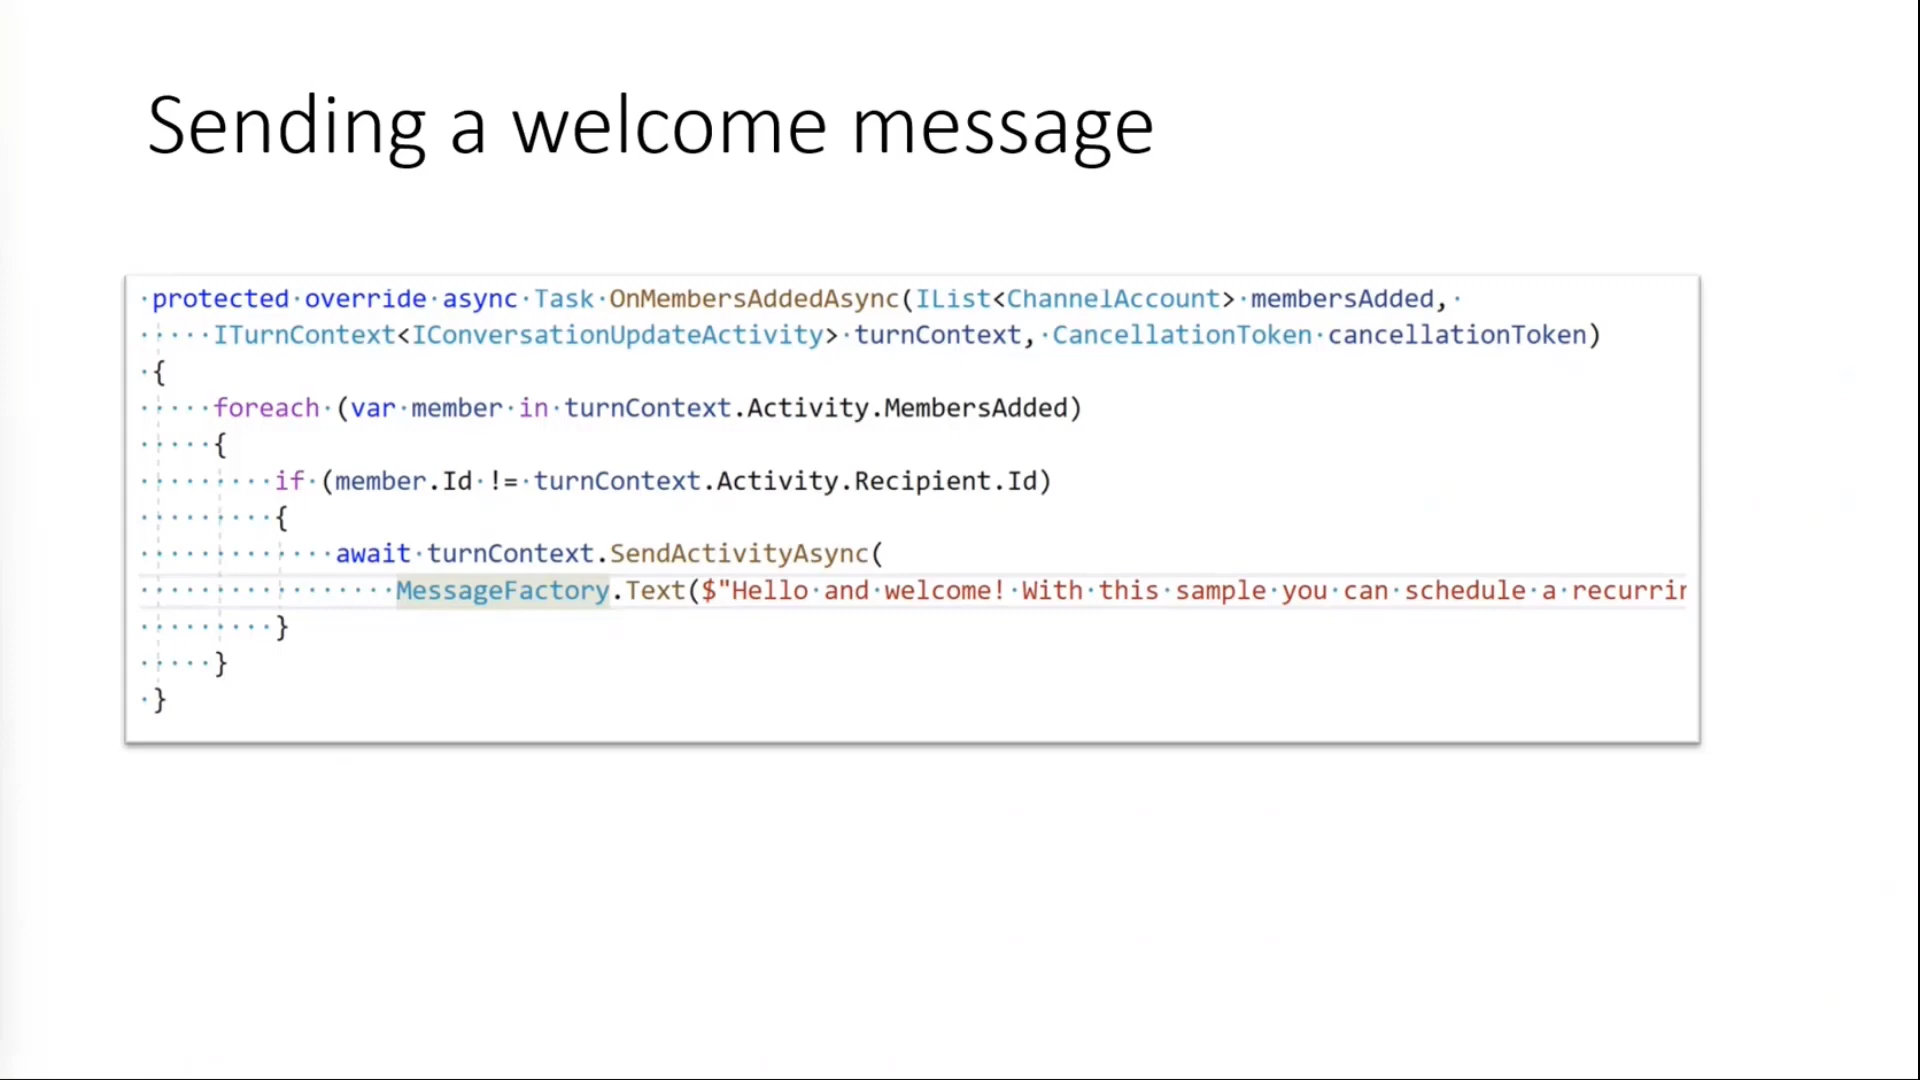 Sending a welcome message
protected override async Task OnMembersAddedAsync(IList<ChannelAccount> membersAdded,
ITurnContext<IConversationUpdateActivity> turnContext, CancellationToken cancellationToken)
{
foreach (var member in turnContext.Activity.MembersAdded)
{
if (member.Id != turnContext.Activity.Recipient.Id)
{
await turnContext.SendActivityAsync(
MessageFactory.Text($"Hello and welcome! With this sample you can schedule a recurrin
}
}
}